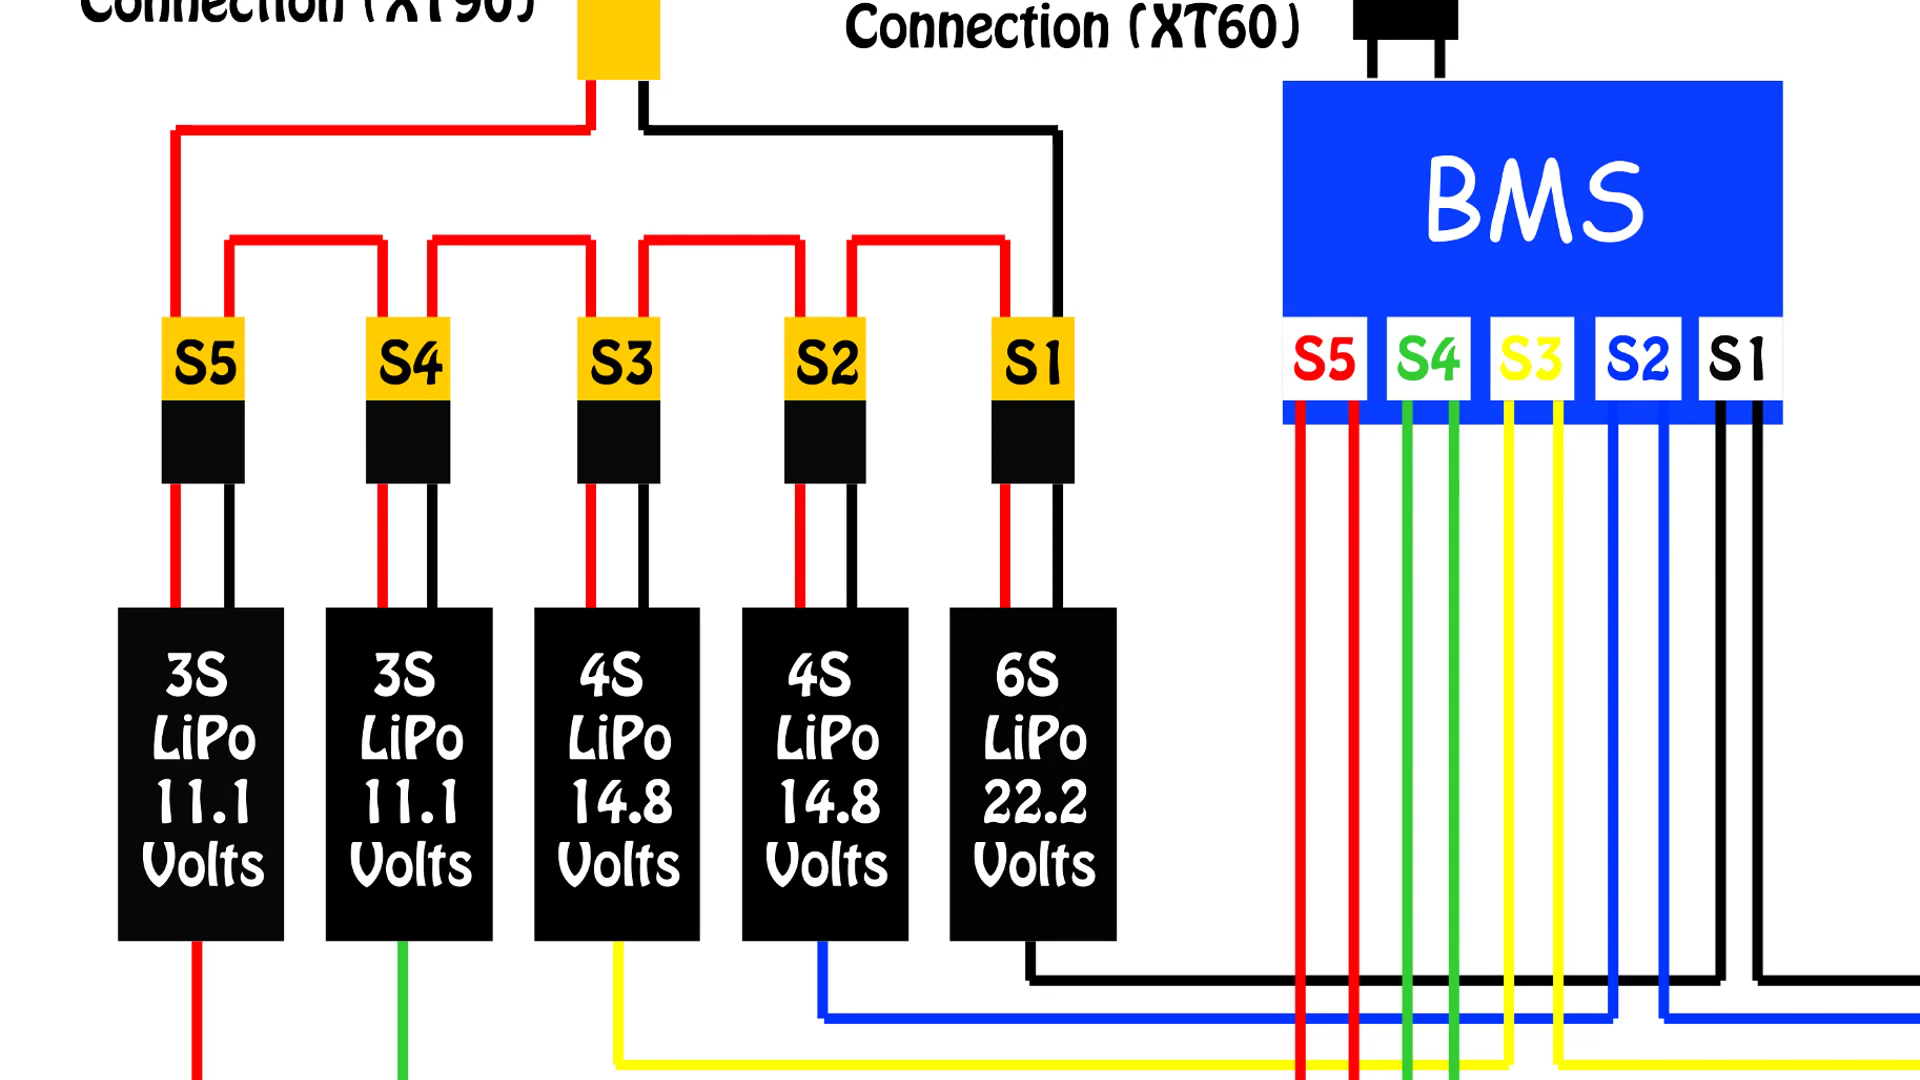 Connection (XT90)
Connection (XT60)
BMS
S5 S4 S3 S2 S1
S5 S4 S3 S2 S1
3S
LiPo
11.1
Volts
3S
LiPo
11.1
Volts
4S
LiPo
14.8
Volts
4S
LiPo
14.8
Volts
6S
LiPo
22.2
Volts